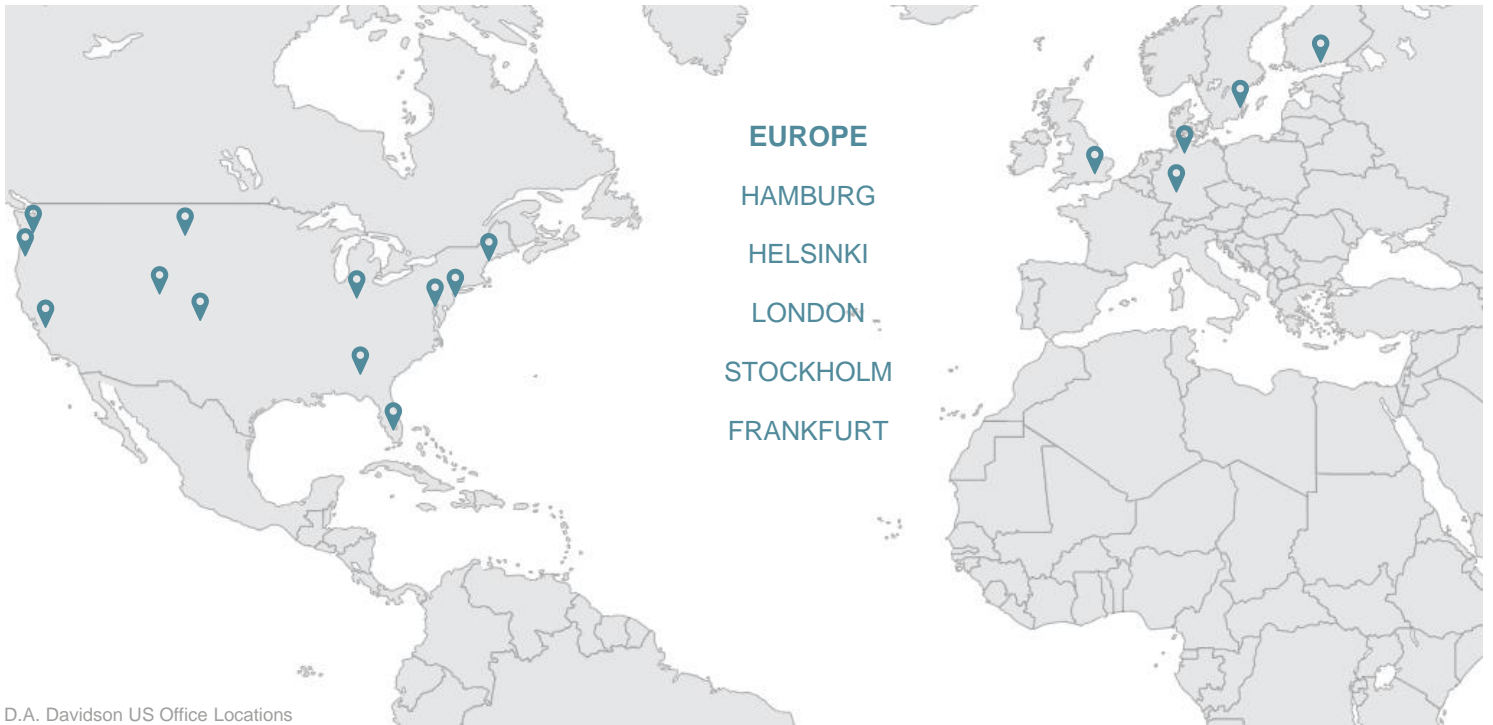 EUROPE
HAMBURG
HELSINKI
LONDON
STOCKHOLM
FRANKFURT
D.A. Davidson US Office Locations